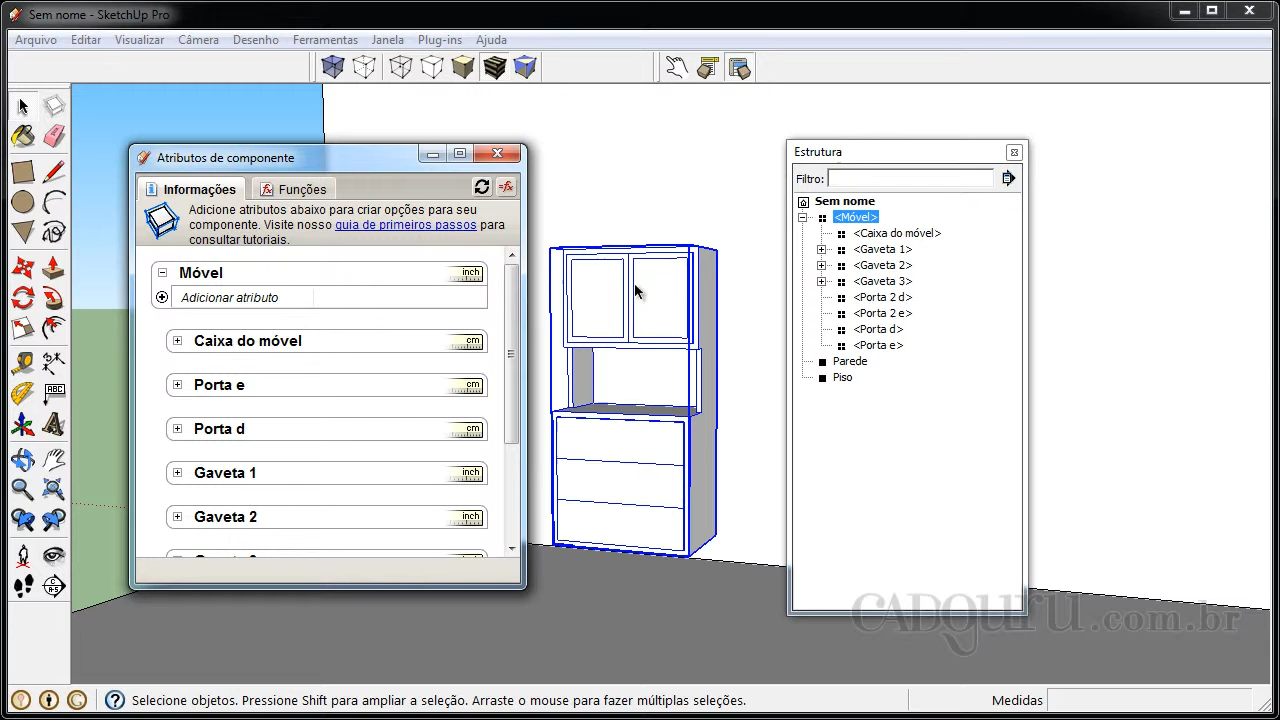 Sem nome - SketchUp Pro
Arquivo Editar Visualizar Câmera Desenho Ferramentas Janela Plug-ins Ajuda
Atributos de componente
Informações Funções
Adicione atributos abaixo para criar opções para seu
componente. Visite nosso guia de primeiros passos para
consultar tutoriais.
Móvel inch
Adicionar atributo
Caixa do móvel cm
Porta e cm
Porta d cm
Gaveta 1 inch
Gaveta 2 inch
Estrutura
Filtro:
Sem nome
<Móvel>
<Caixa do móvel>
<Gaveta 1>
<Gaveta 2>
<Gaveta 3>
<Porta 2 d>
<Porta 2 e>
<Porta d>
<Porta e>
Parede
Piso
ABC
CADguru.com.br
Selecione objetos. Pressione Shift para ampliar a seleção. Arraste o mouse para fazer múltiplas seleções.
Medidas